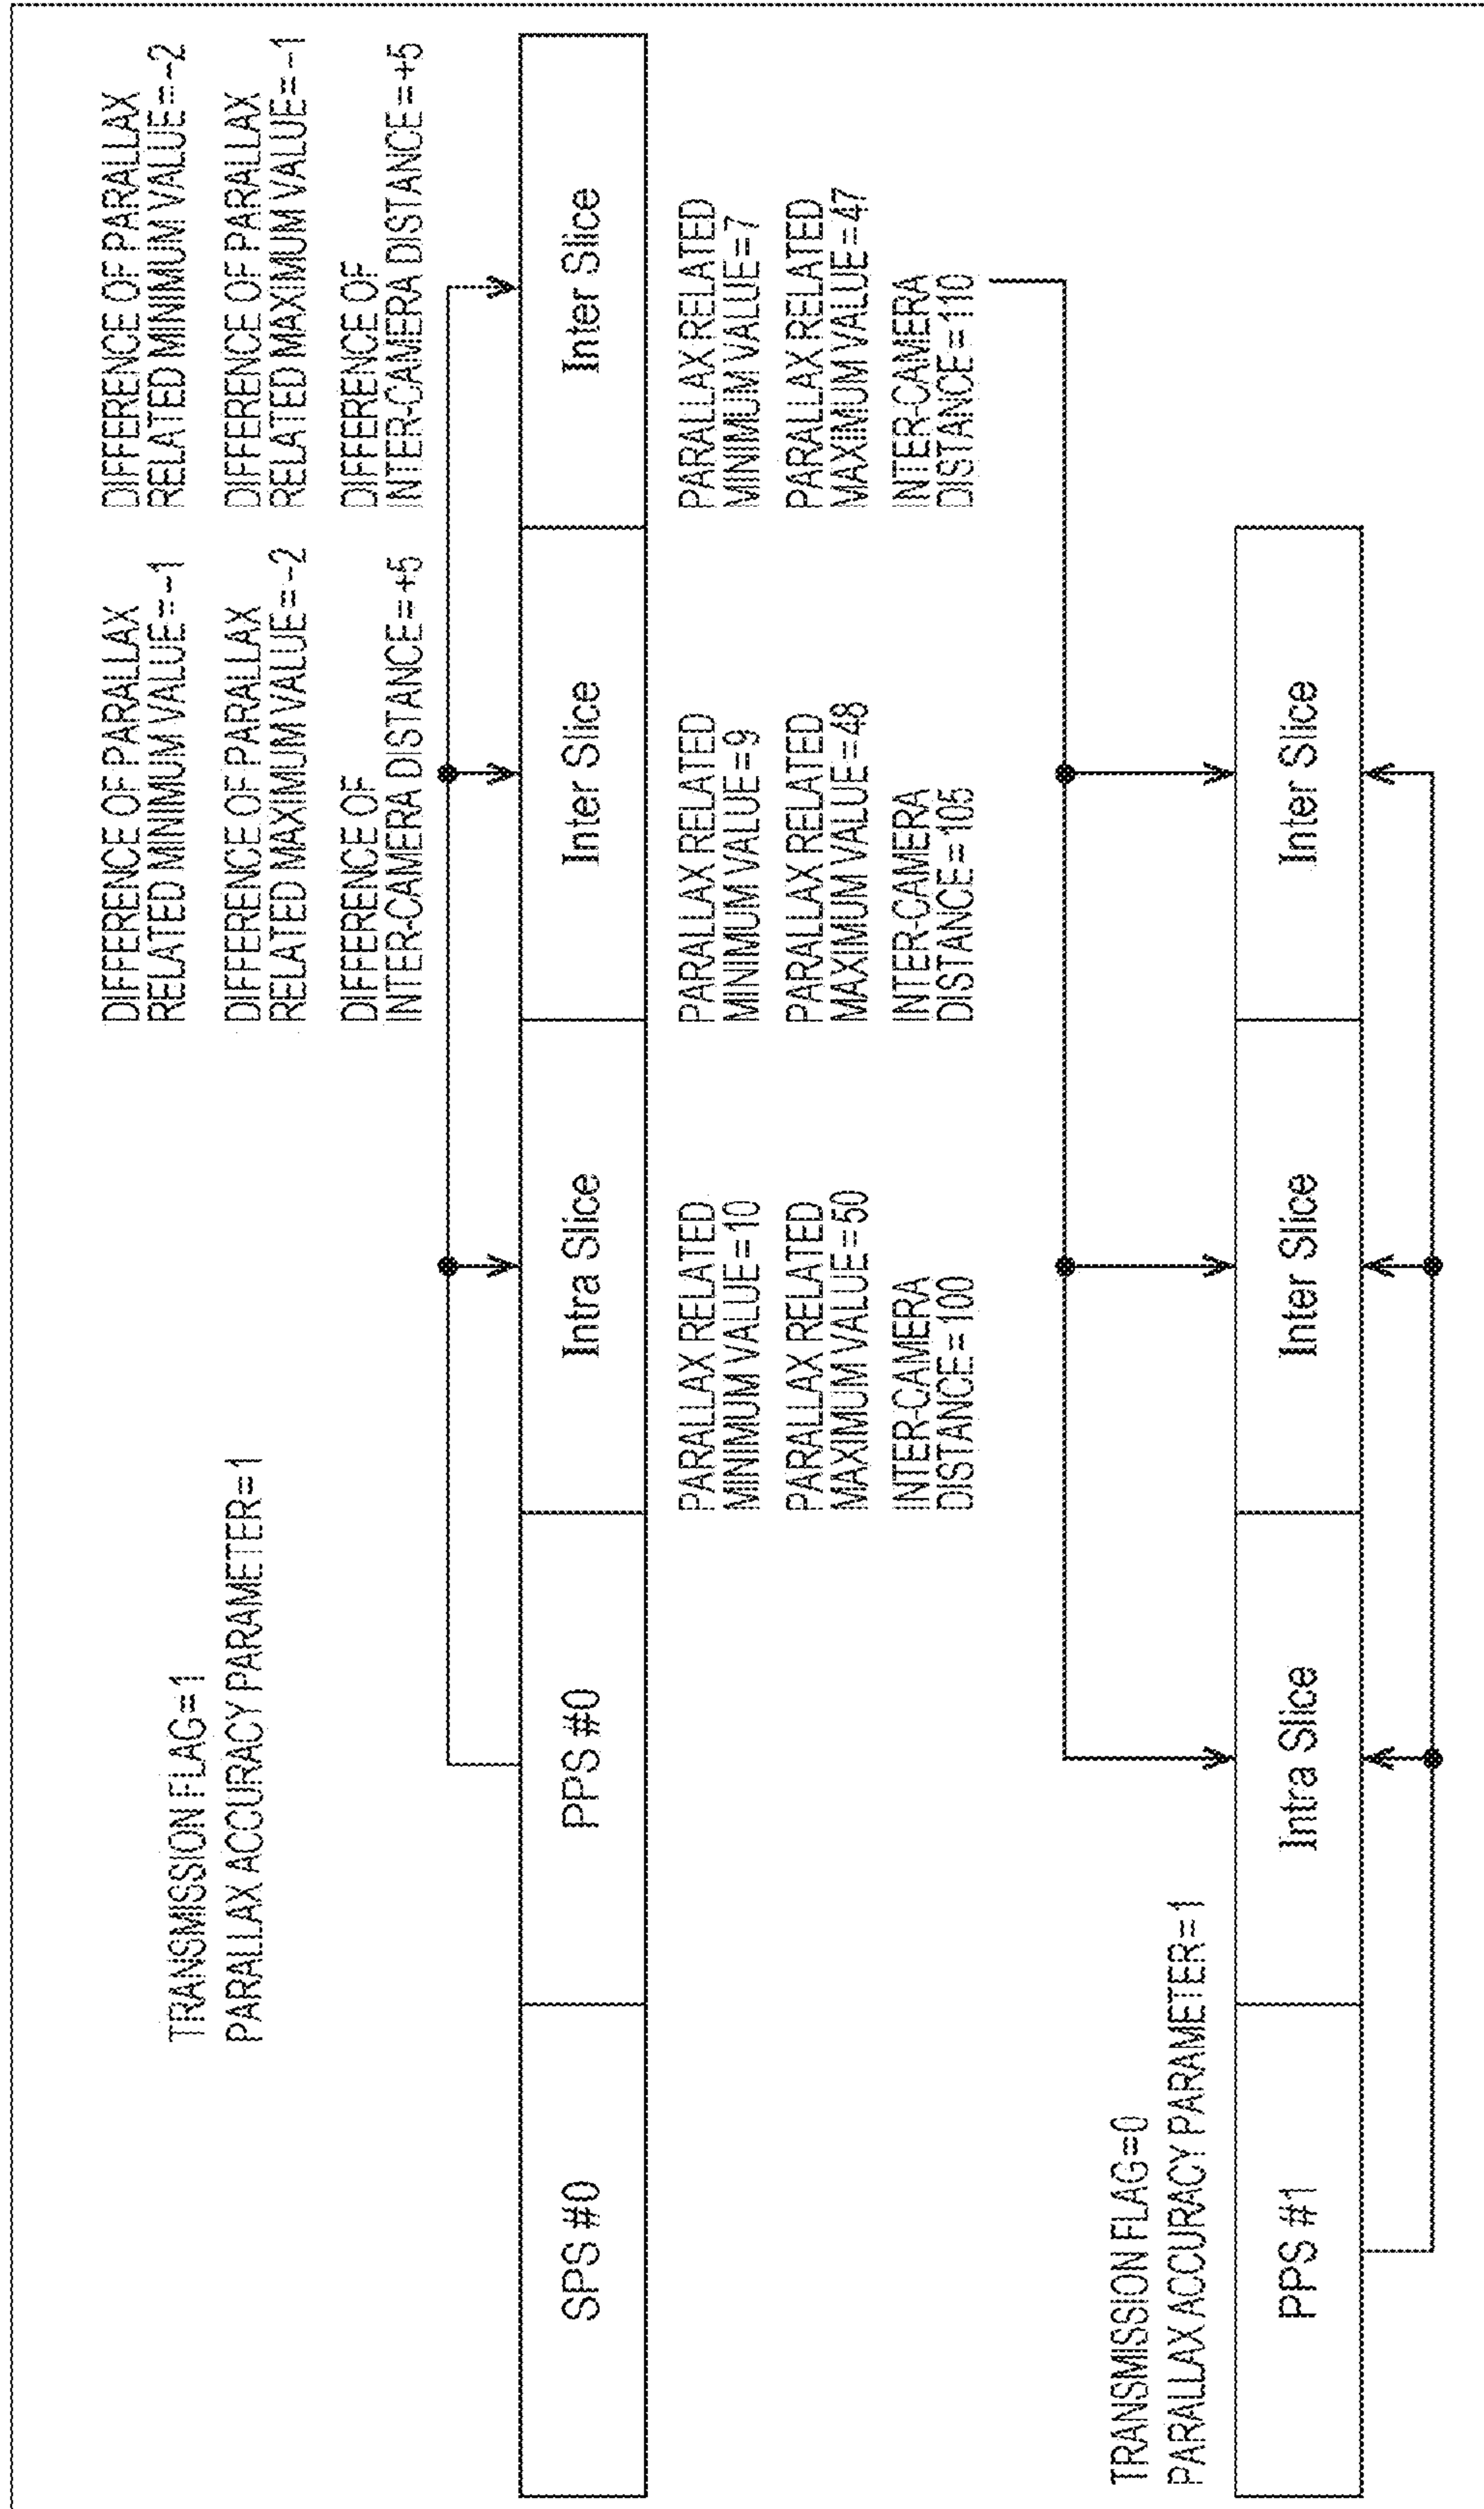 TRANSMISSION FLAG=1
PARALLAX ACCURACY PARAMETER=1
DIFFERENCE OF PARALLAX
RELATED MINIMUM VALUE=-1
DIFFERENCE OF PARALLAX
RELATED MAXIMUM VALUE=-2
DIFFERENCE OF
INTER-CAMERA DISTANCE=+5
DIFFERENCE OF PARALLAX
RELATED MINIMUM VALUE=-2
DIFFERENCE OF PARALLAX
RELATED MAXIMUM VALUE=-1
DIFFERENCE OF
INTER-CAMERA DISTANCE=+5
SPS #0
PPS #0
Intra Slice
Inter Slice
Inter Slice
PARALLAX RELATED
MINIMUM VALUE=10
PARALLAX RELATED
MAXIMUM VALUE=50
INTER-CAMERA
DISTANCE=100
PARALLAX RELATED
MINIMUM VALUE=9
PARALLAX RELATED
MAXIMUM VALUE=48
INTER-CAMERA
DISTANCE=105
PARALLAX RELATED
MINIMUM VALUE=7
PARALLAX RELATED
MAXIMUM VALUE=47
INTER-CAMERA
DISTANCE=110
TRANSMISSION FLAG=0
PARALLAX ACCURACY PARAMETER=1
PPS #1
Intra Slice
Inter Slice
Inter Slice